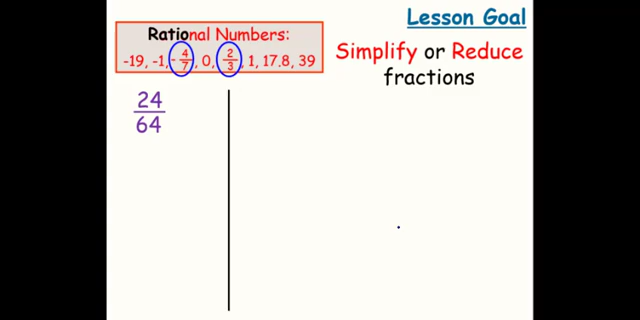 Lesson Goal
Rational Numbers:
-19, -1, -4/7, 0, 2/3, 1, 17.8, 39
Simplify or Reduce
fractions
24
64